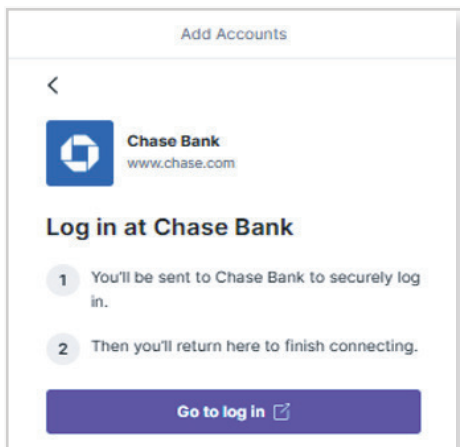 Add Accounts
Chase Bank
www.chase.com
Log in at Chase Bank
1 You'll be sent to Chase Bank to securely log
in.
2 Then you'll return here to finish connecting.
Go to log in